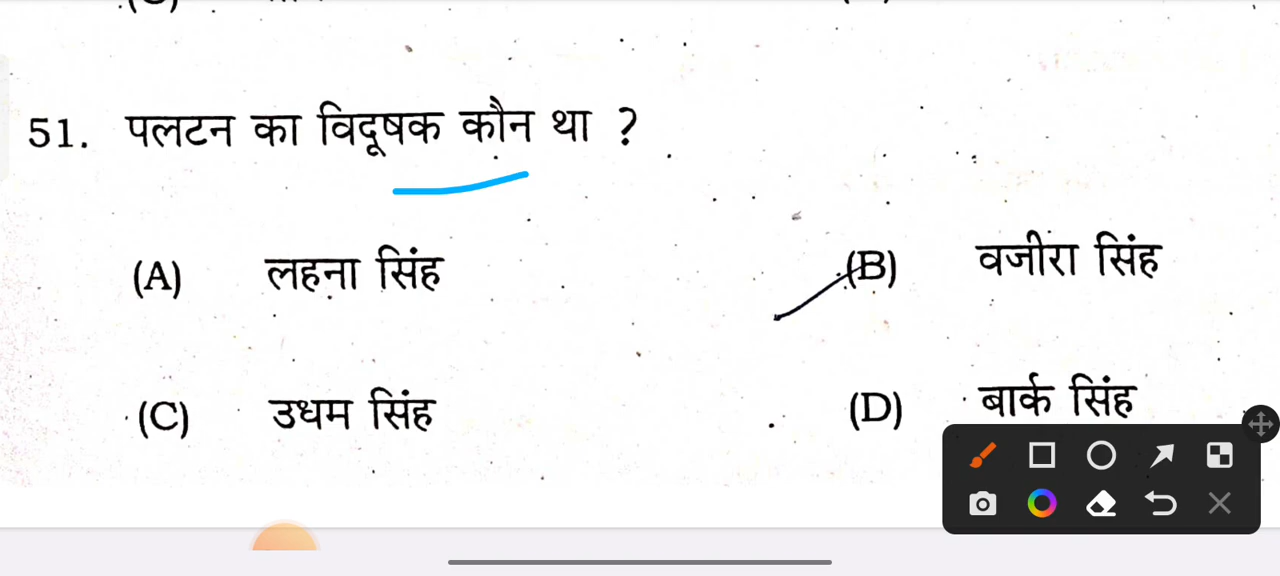 51. पलटन का विदूषक कौन था ?
(A) लहना सिंह (B) वजीरा सिंह
(C) उधम सिंह (D) बार्क सिंह